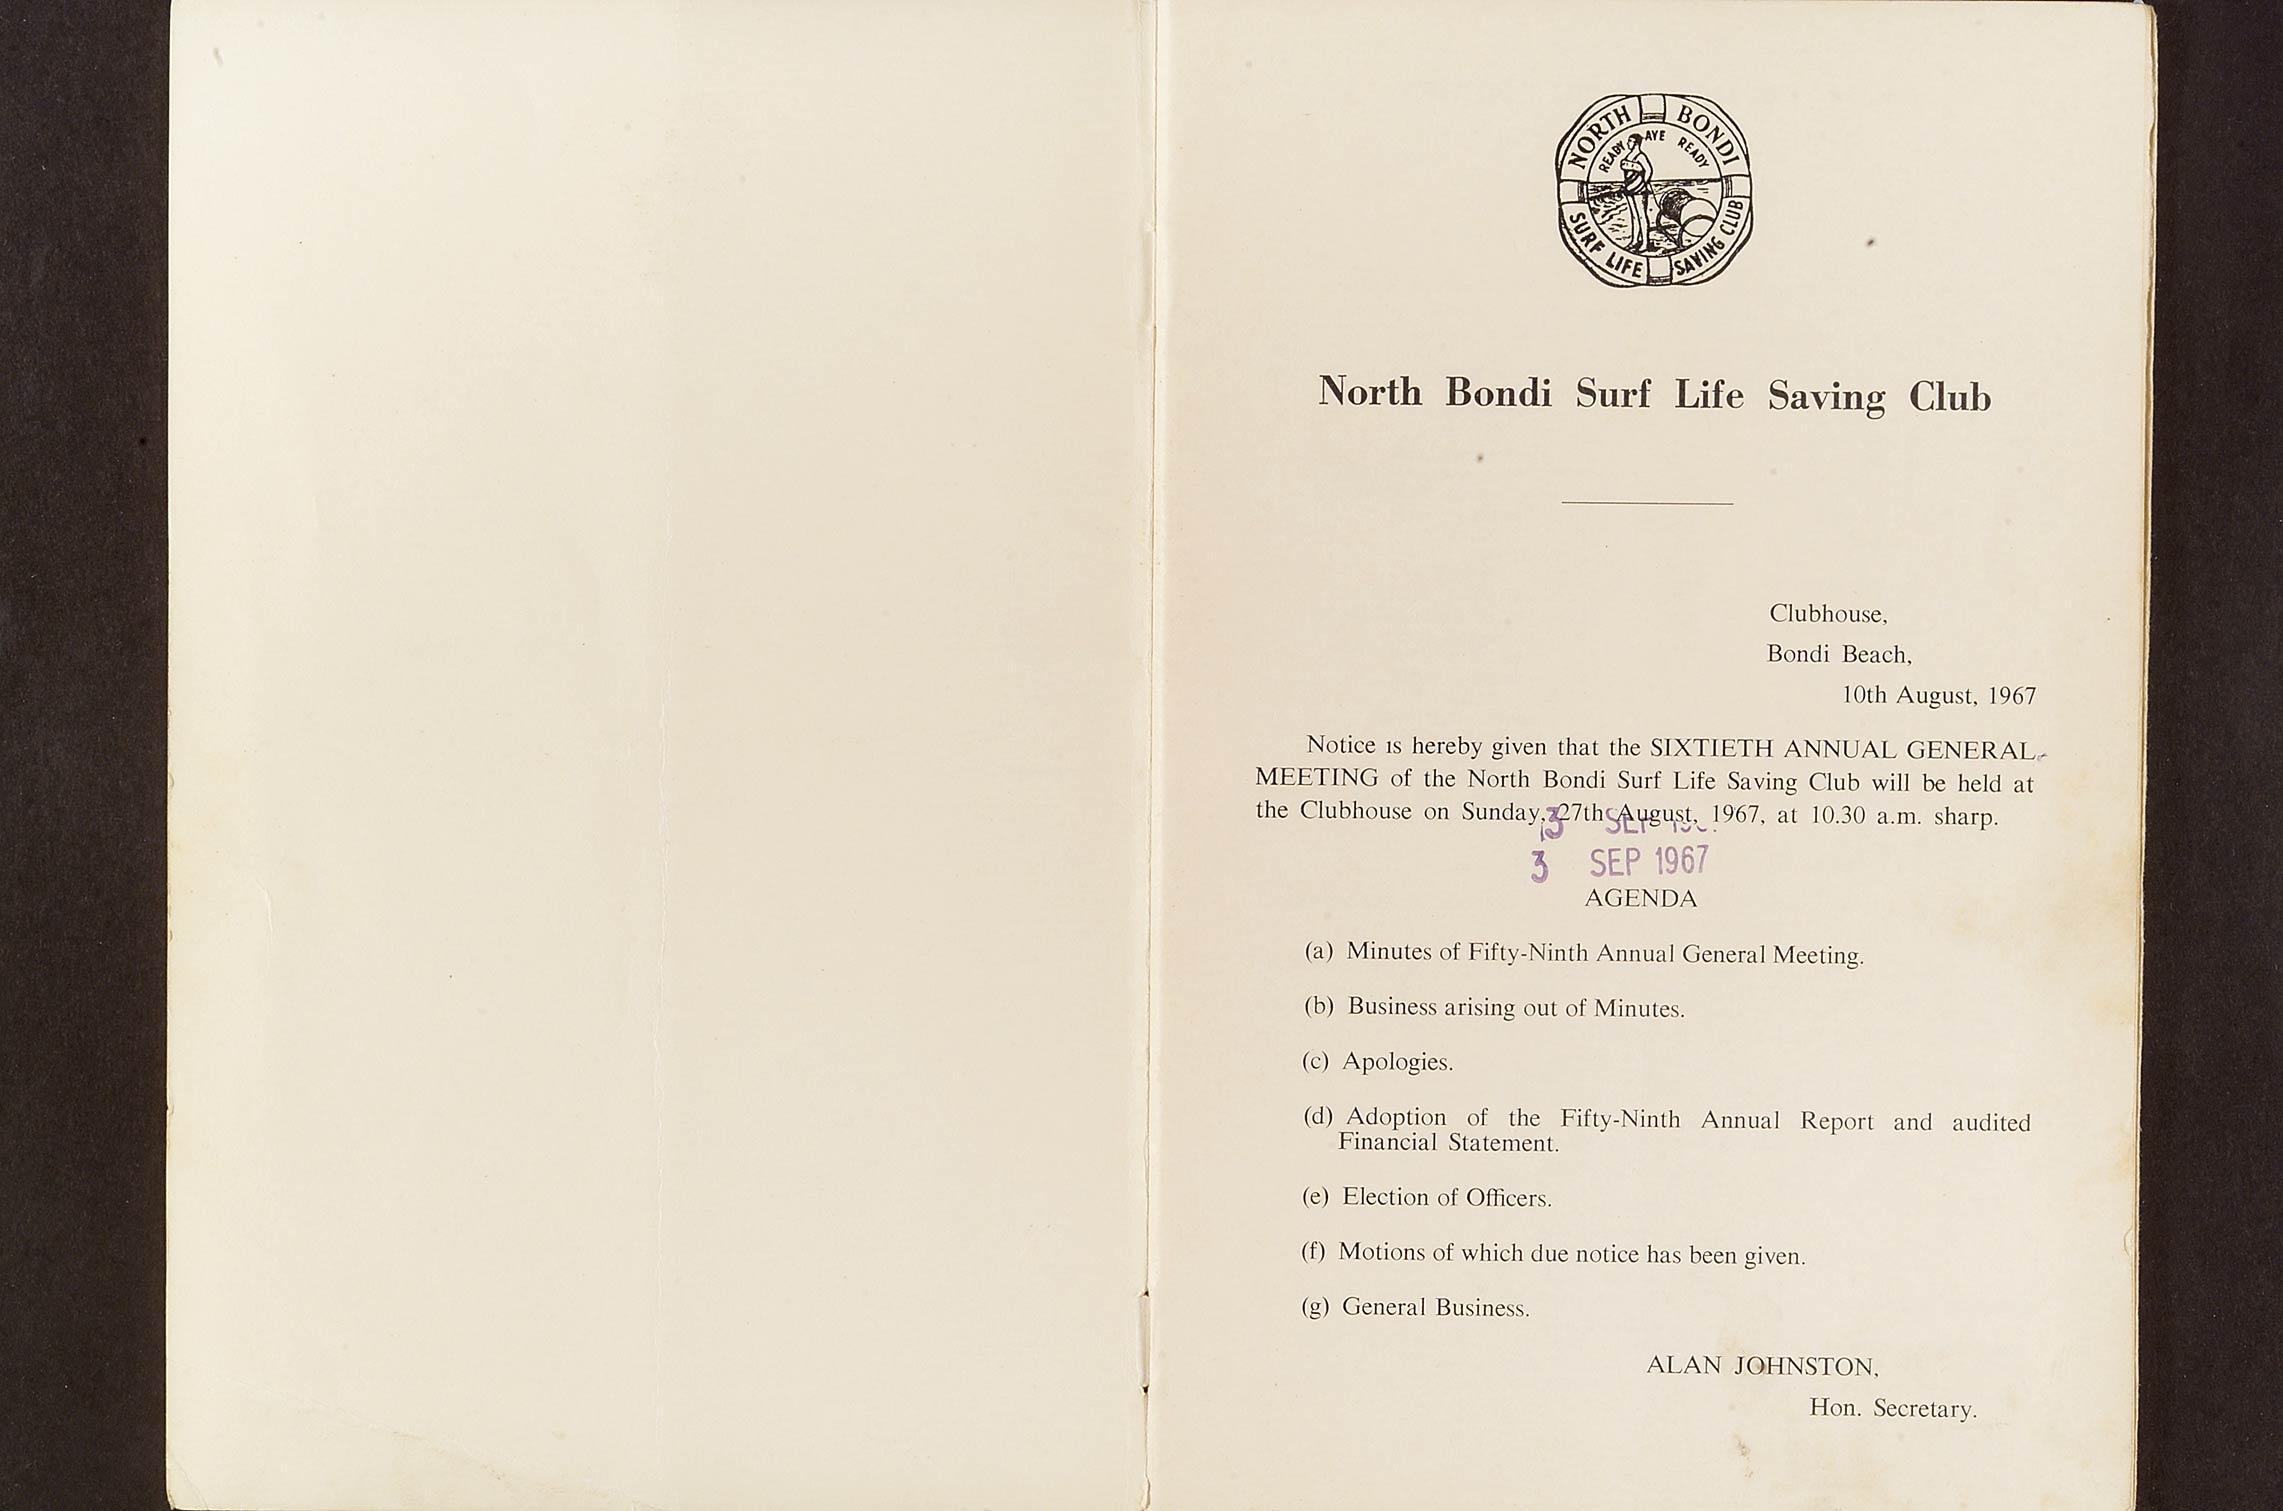 NORTH BONDI
READY AYE READY
SURF LIFE SAVING CLUB
North Bondi Surf Life Saving Club
Clubhouse,
Bondi Beach,
10th August, 1967
Notice is hereby given that the SIXTIETH ANNUAL GENERAL
MEETING of the North Bondi Surf Life Saving Club will be held at
the Clubhouse on Sunday, 27th August, 1967, at 10.30 a.m. sharp.
3 SEP
3 SEP 1967
AGENDA
(a) Minutes of Fifty-Ninth Annual General Meeting.
(b) Business arising out of Minutes.
(c) Apologies.
(d) Adoption of the Fifty-Ninth Annual Report and audited
Financial Statement.
(e) Election of Officers.
(f) Motions of which due notice has been given.
(g) General Business.
ALAN JOHNSTON,
Hon. Secretary.